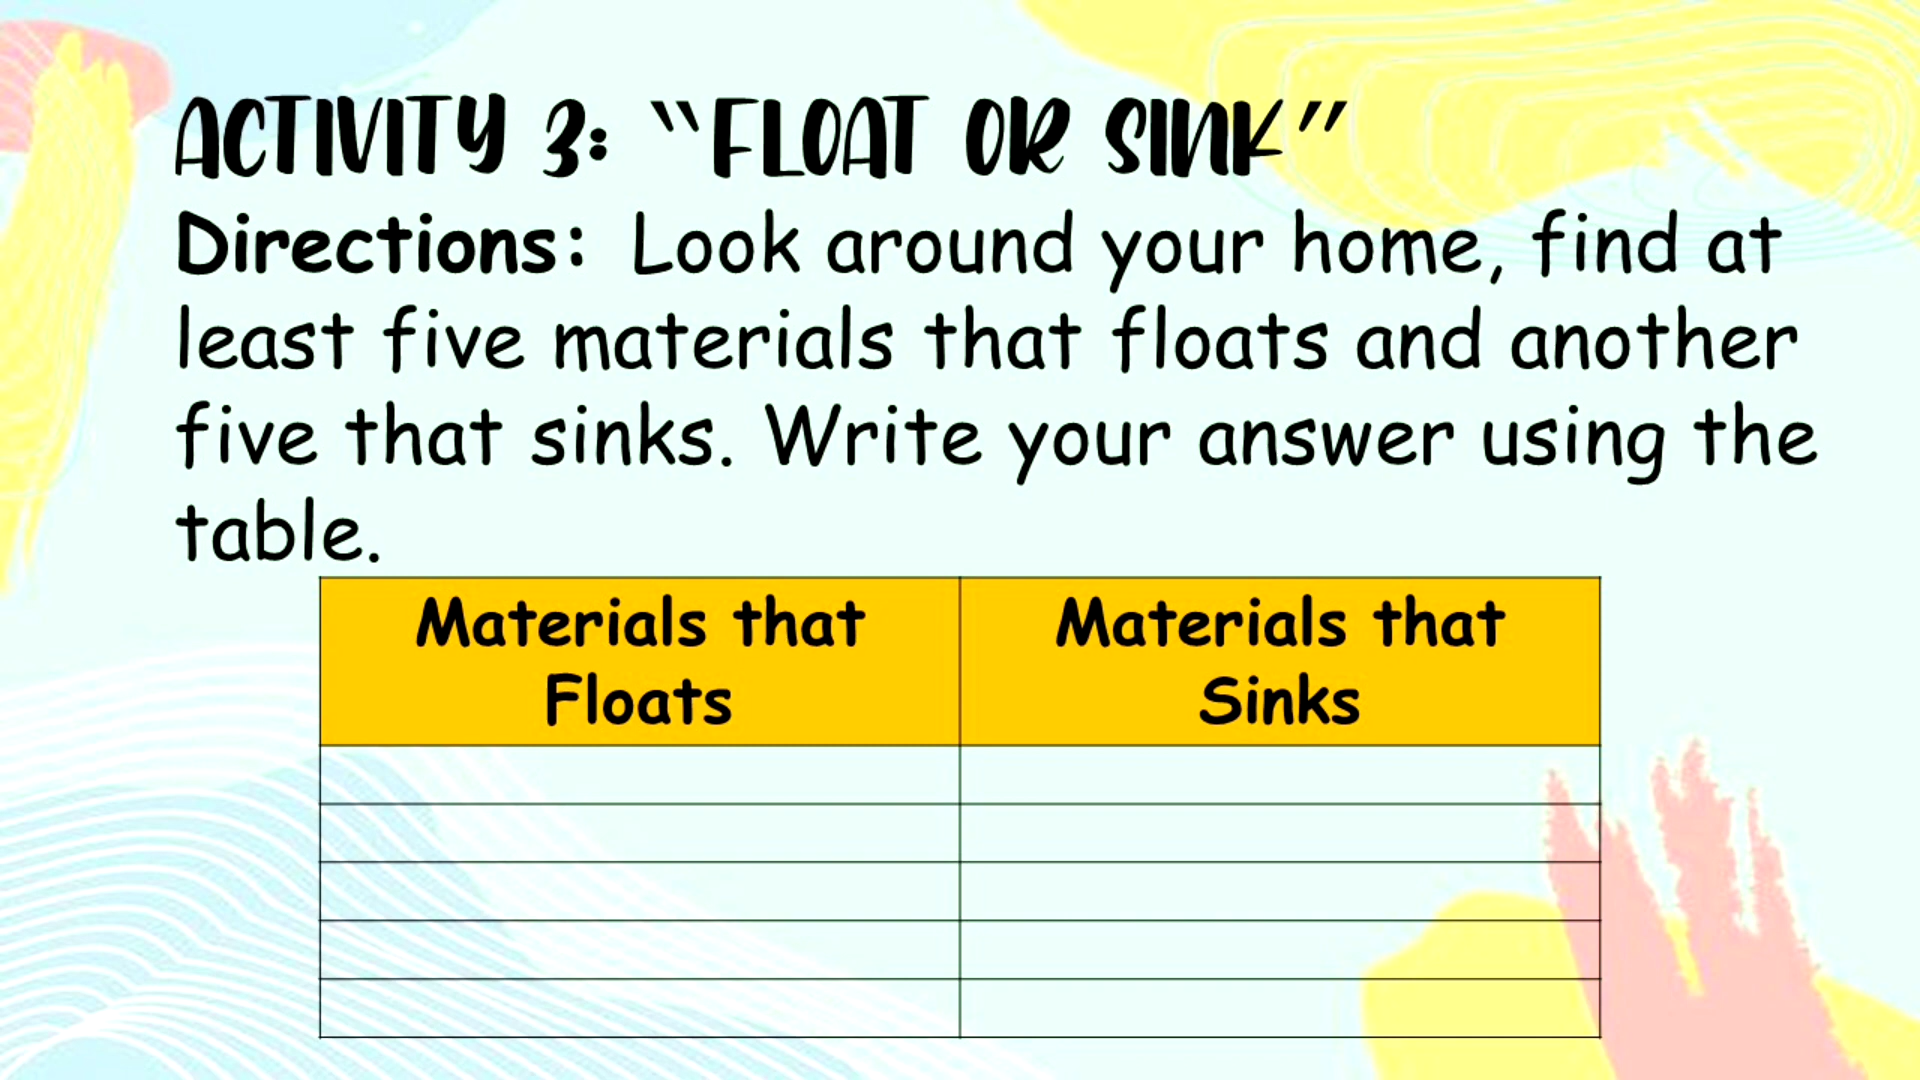 ACTIVITY 3: “FLOAT OR SINK”
Directions: Look around your home, find at
least five materials that floats and another
five that sinks. Write your answer using the
table.
Materials that
Floats
Materials that
Sinks